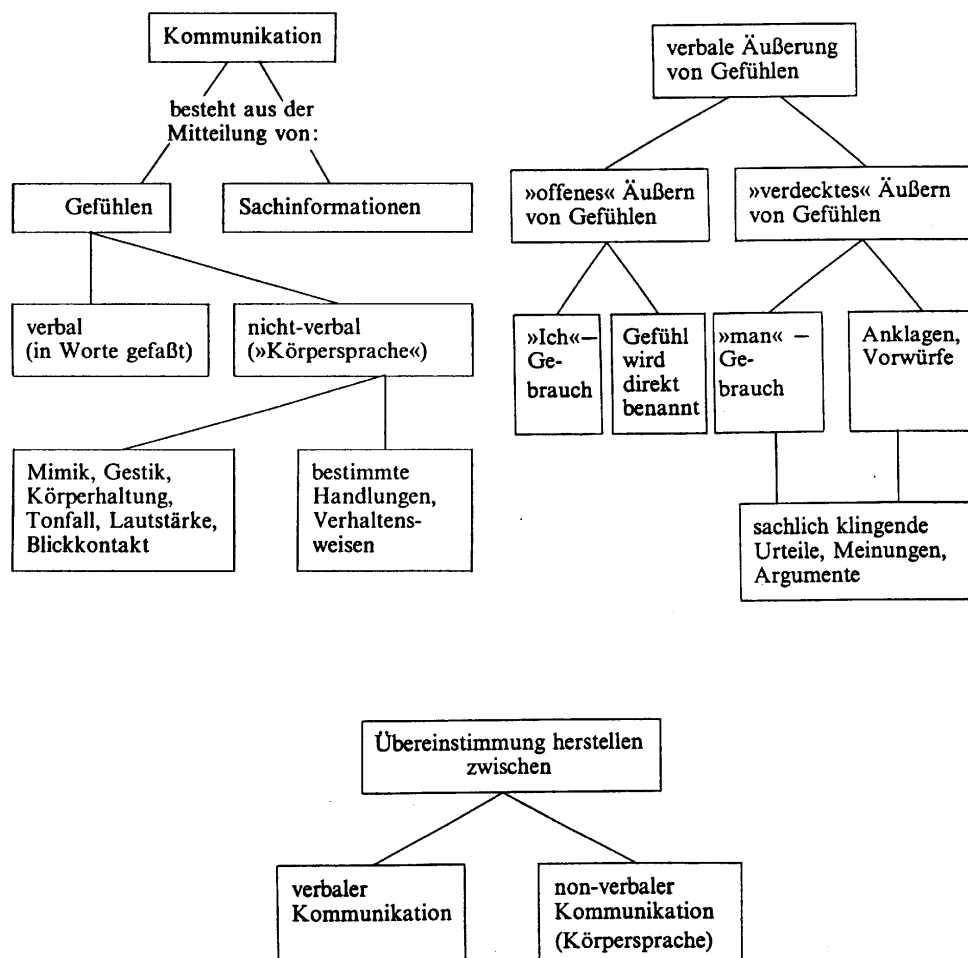 Kommunikation
besteht aus der
Mitteilung von:
Gefühlen
Sachinformationen
verbal
(in Worte gefaßt)
nicht-verbal
(»Körpersprache«)
Mimik, Gestik,
Körperhaltung,
Tonfall, Lautstärke,
Blickkontakt
bestimmte
Handlungen,
Verhaltens-
weisen
verbale Äußerung
von Gefühlen
»offenes« Äußern
von Gefühlen
»verdecktes« Äußern
von Gefühlen
»Ich«—
Ge-
brauch
Gefühl
wird
direkt
benannt
»man« —
Ge-
brauch
Anklagen,
Vorwürfe
sachlich klingende
Urteile, Meinungen,
Argumente
Übereinstimmung herstellen
zwischen
verbaler
Kommunikation
non-verbaler
Kommunikation
(Körpersprache)